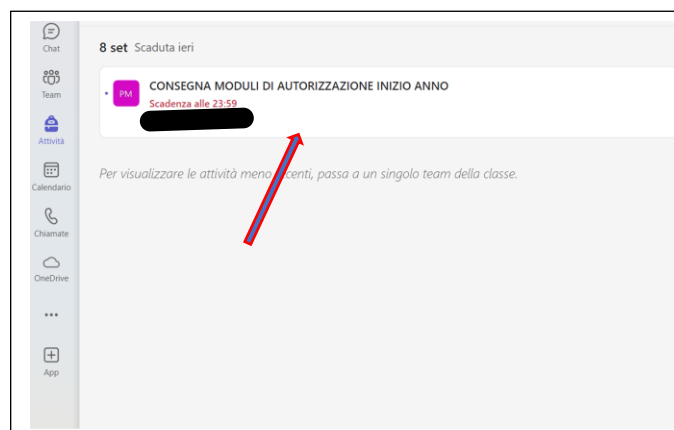 Chat
Team
Attività
Calendario
Chiamate
OneDrive
App
8 set Scaduta ieri
PM
CONSEGNA MODULI DI AUTORIZZAZIONE INIZIO ANNO
Scadenza alle 23:59
Per visualizzare le attività meno recenti, passa a un singolo team della classe.